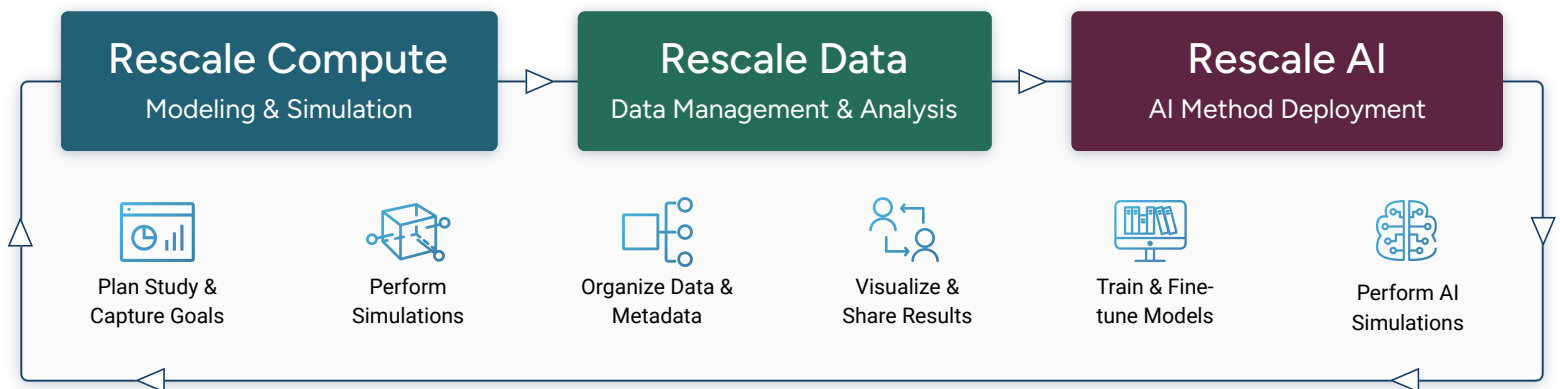 Rescale Compute
Modeling & Simulation
Rescale Data
Data Management & Analysis
Rescale AI
AI Method Deployment
Plan Study &
Capture Goals
Perform
Simulations
Organize Data &
Metadata
Visualize &
Share Results
Train & Fine-
tune Models
Perform AI
Simulations